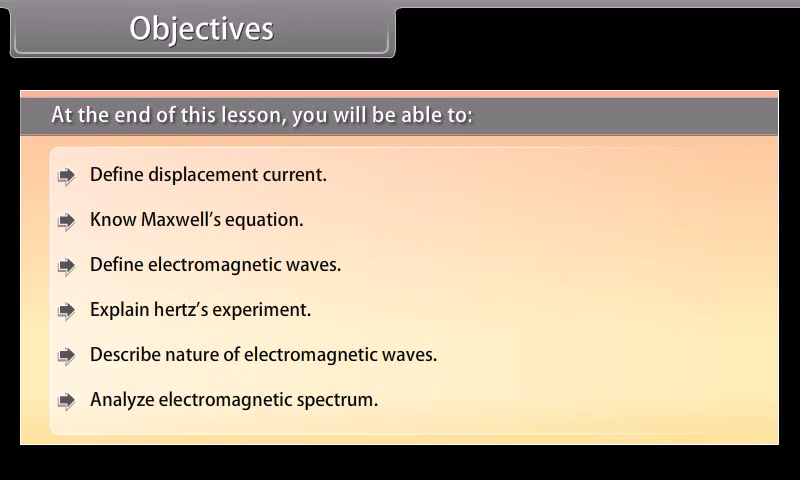 Objectives
At the end of this lesson, you will be able to:
Define displacement current.
Know Maxwell's equation.
Define electromagnetic waves.
Explain hertz's experiment.
Describe nature of electromagnetic waves.
Analyze electromagnetic spectrum.